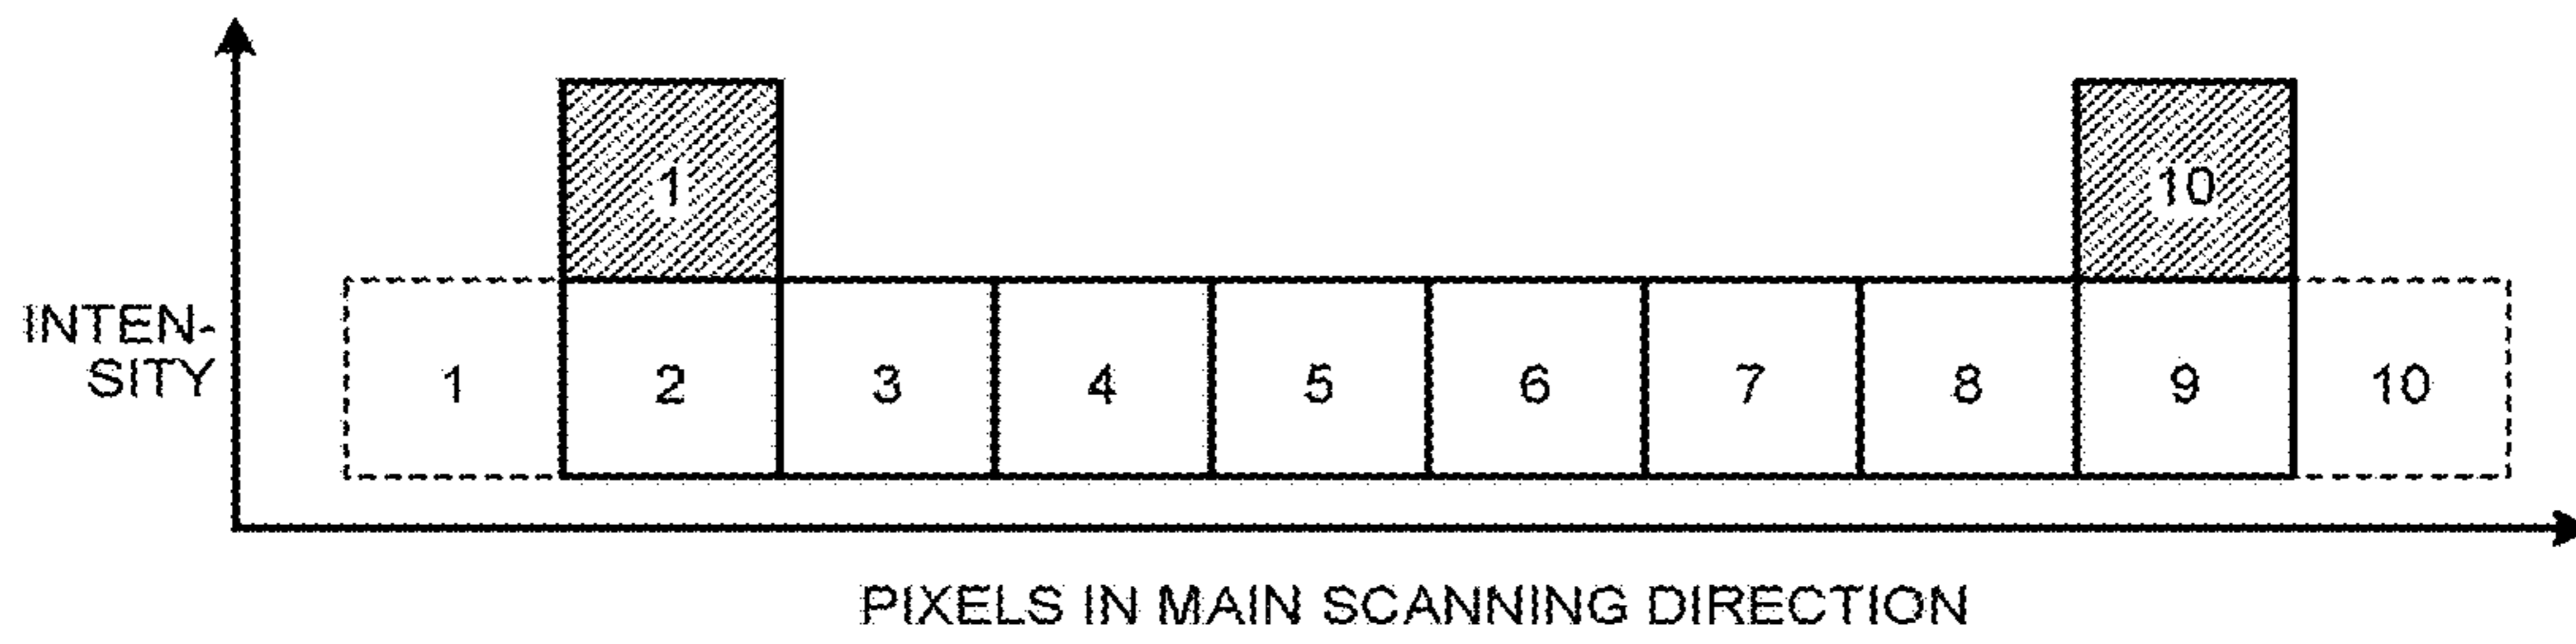 1 10
INTEN-
SITY
1 2 3 4 5 6 7 8 9 10
PIXELS IN MAIN SCANNING DIRECTION